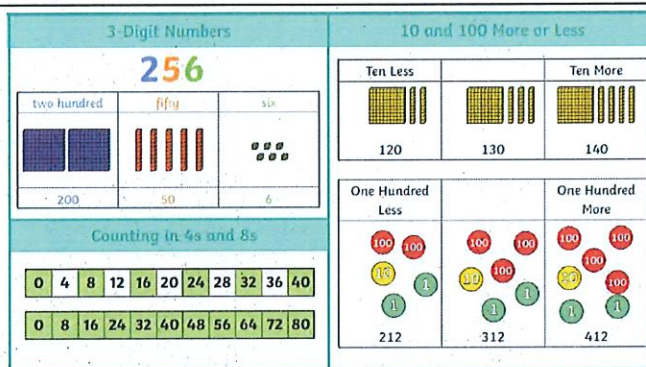 3-Digit Numbers
256
two hundred fifty six
200 50 6
Counting in 4s and 8s
0 4 8 12 16 20 24 28 32 36 40
0 8 16 24 32 40 48 56 64 72 80
10 and 100 More or Less
Ten Less Ten More
120 130 140
One Hundred Less One Hundred More
100 100 10 1 1
100 100 10 100 1 1
100 100 100 10 100 1 1
212 312 412